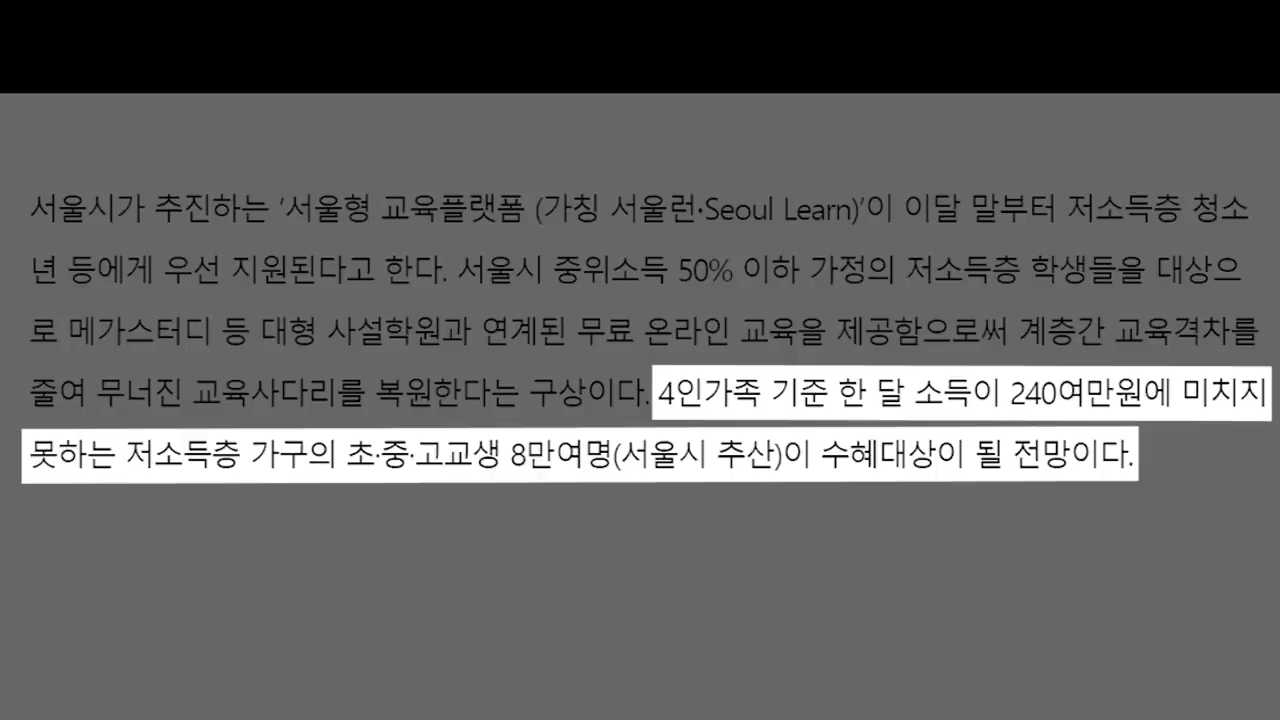 서울시가 추진하는 ‘서울형 교육플랫폼 (가칭 서울런·Seoul Learn)’이 이달 말부터 저소득층 청소
년 등에게 우선 지원된다고 한다. 서울시 중위소득 50% 이하 가정의 저소득층 학생들을 대상으
로 메가스터디 등 대형 사설학원과 연계된 무료 온라인 교육을 제공함으로써 계층간 교육격차를
줄여 무너진 교육사다리를 복원한다는 구상이다. 4인가족 기준 한 달 소득이 240여만원에 미치지
못하는 저소득층 가구의 초·중·고교생 8만여명(서울시 추산)이 수혜대상이 될 전망이다.